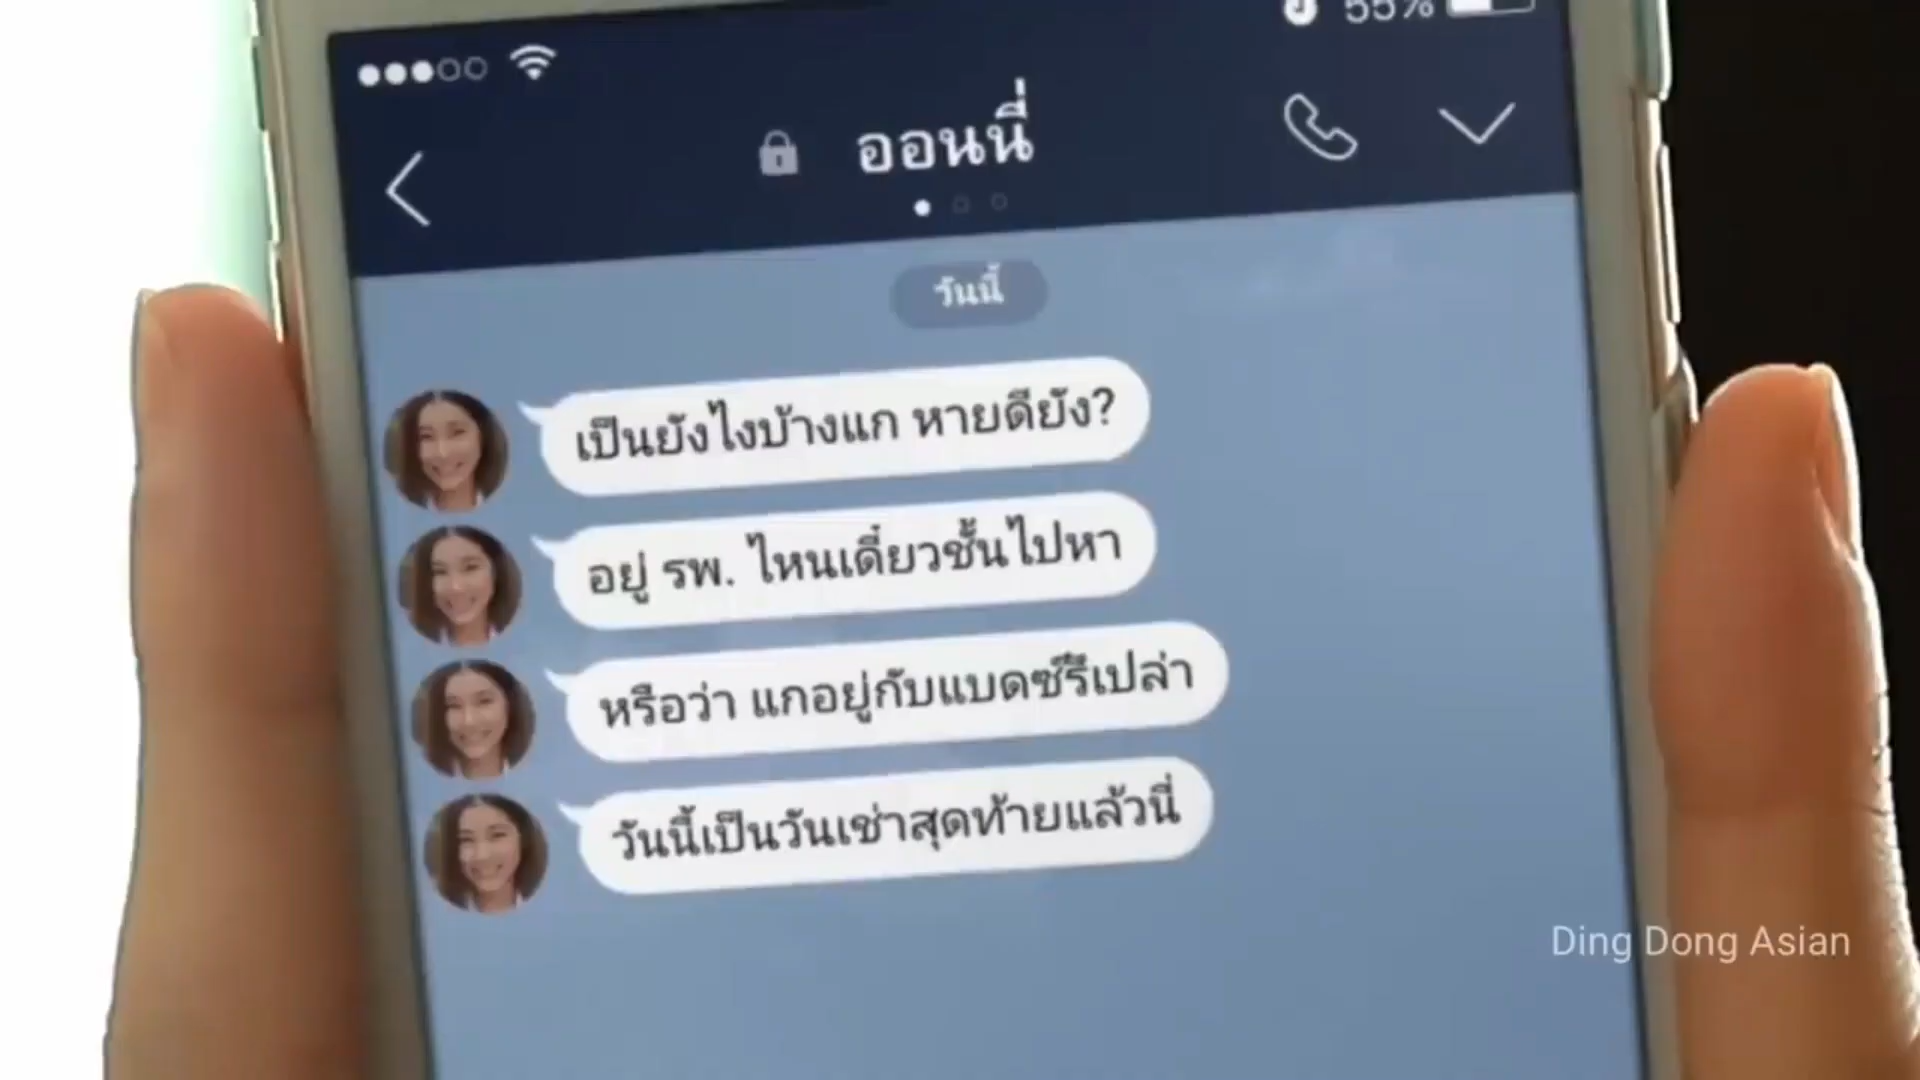 55%
ออนนี่
วันนี้
เป็นยังไงบ้างแก หายดียัง?
อยู่ รพ. ไหนเดี๋ยวชั้นไปหา
หรือว่า แกอยู่กับแบดซ์รึเปล่า
วันนี้เป็นวันเช่าสุดท้ายแล้วนี่
Ding Dong Asian